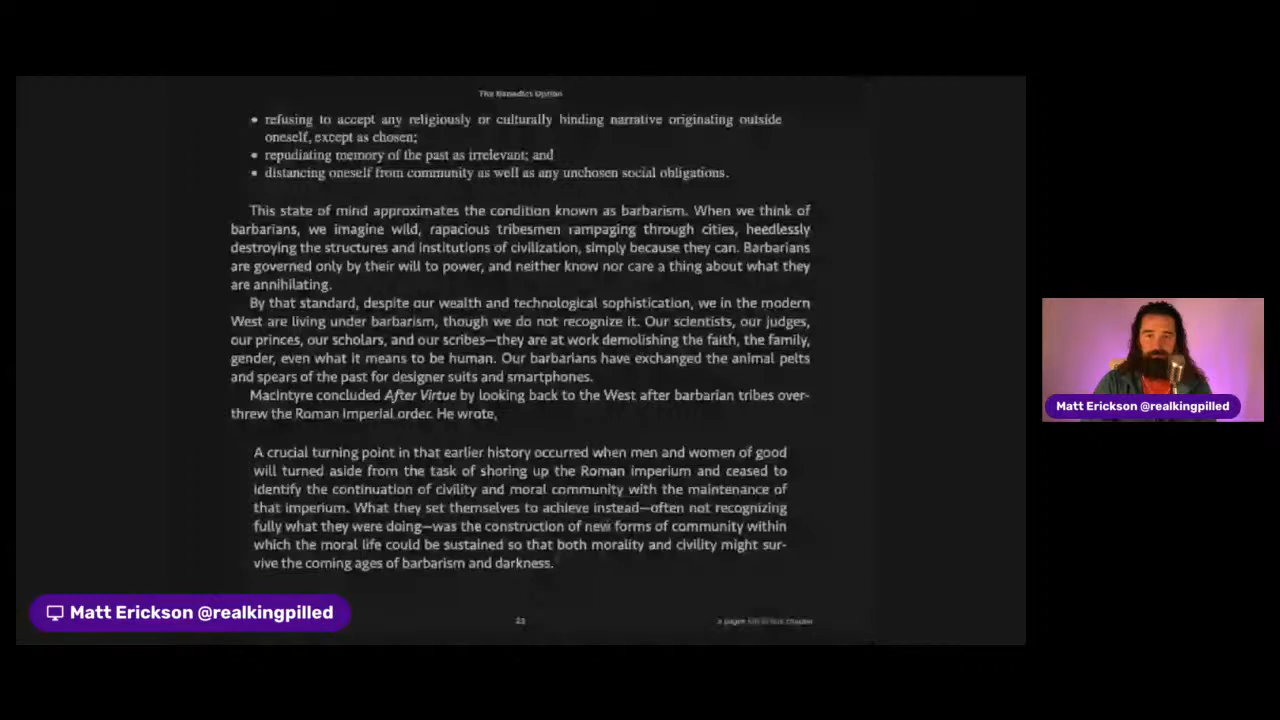 The Benedict Option
• refusing to accept any religiously or culturally binding narrative originating outside
oneself, except as chosen;
• repudiating memory of the past as irrelevant; and
• distancing oneself from community as well as any unchosen social obligations.
This state of mind approximates the condition known as barbarism. When we think of
barbarians, we imagine wild, rapacious tribesmen rampaging through cities, heedlessly
destroying the structures and institutions of civilization, simply because they can. Barbarians
are governed only by their will to power, and neither know nor care a thing about what they
are annihilating.
By that standard, despite our wealth and technological sophistication, we in the modern
West are living under barbarism, though we do not recognize it. Our scientists, our judges,
our princes, our scholars, and our scribes—they are at work demolishing the faith, the family,
gender, even what it means to be human. Our barbarians have exchanged the animal pelts
and spears of the past for designer suits and smartphones.
MacIntyre concluded After Virtue by looking back to the West after barbarian tribes over-
threw the Roman imperial order. He wrote,
A crucial turning point in that earlier history occurred when men and women of good
will turned aside from the task of shoring up the Roman imperium and ceased to
identify the continuation of civility and moral community with the maintenance of
that imperium. What they set themselves to achieve instead—often not recognizing
fully what they were doing—was the construction of new forms of community within
which the moral life could be sustained so that both morality and civility might sur-
vive the coming ages of barbarism and darkness.
pages left in this chapter
Matt Erickson @realkingpilled
Matt Erickson @realkingpilled